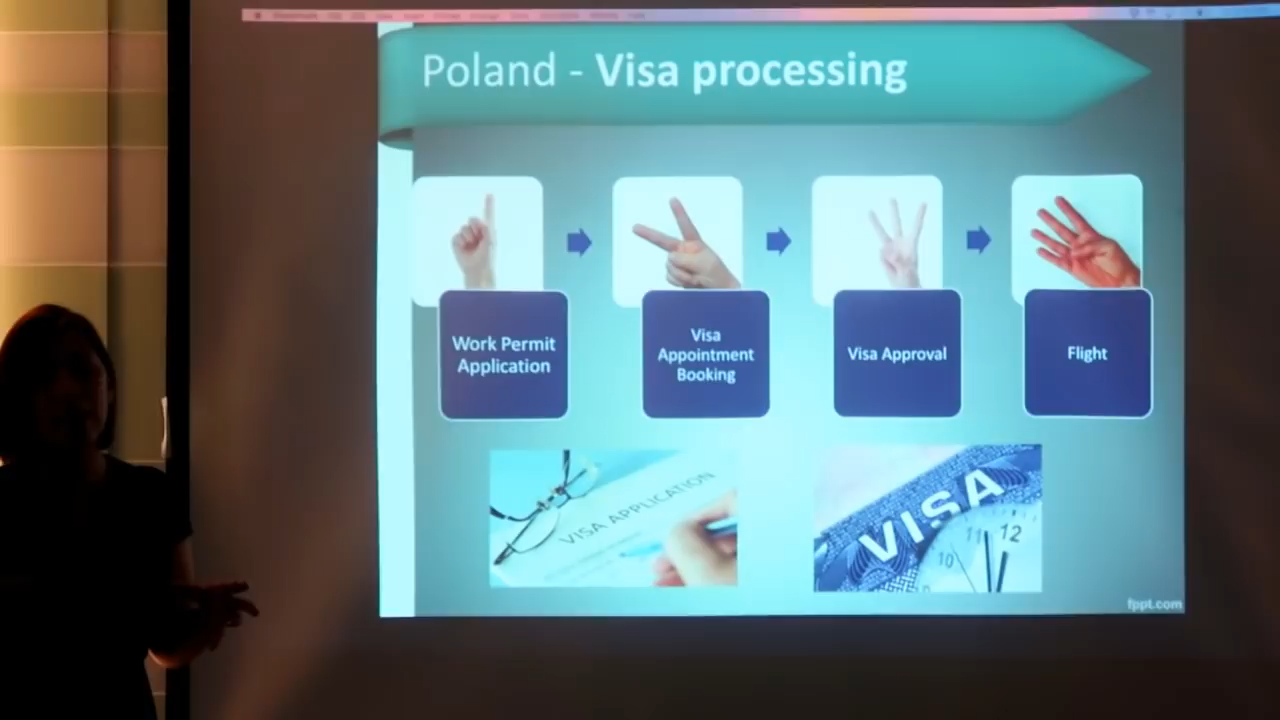 Poland - Visa processing
Work Permit
Application
Visa
Appointment
Booking
Visa Approval
Flight
VISA APPLICATION
VISA
10
11
12
fppt.com